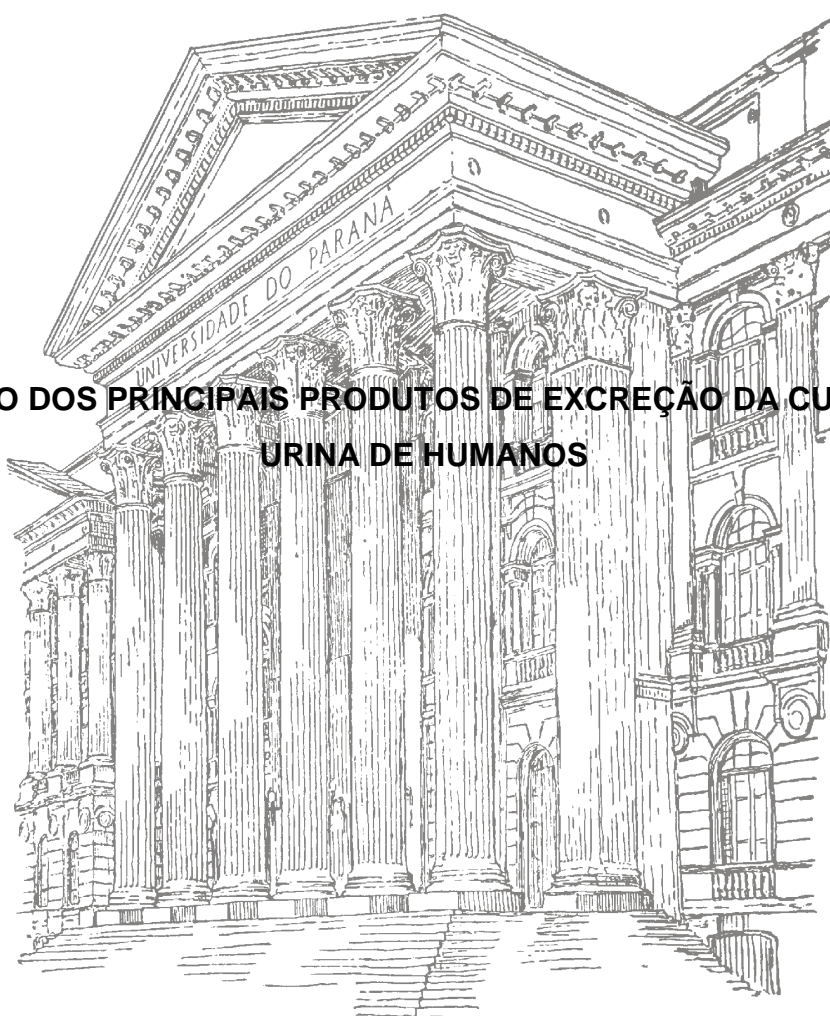 UNIVERSIDADE DO PARANÁ
O DOS PRINCIPAIS PRODUTOS DE EXCREÇÃO DA CU
URINA DE HUMANOS